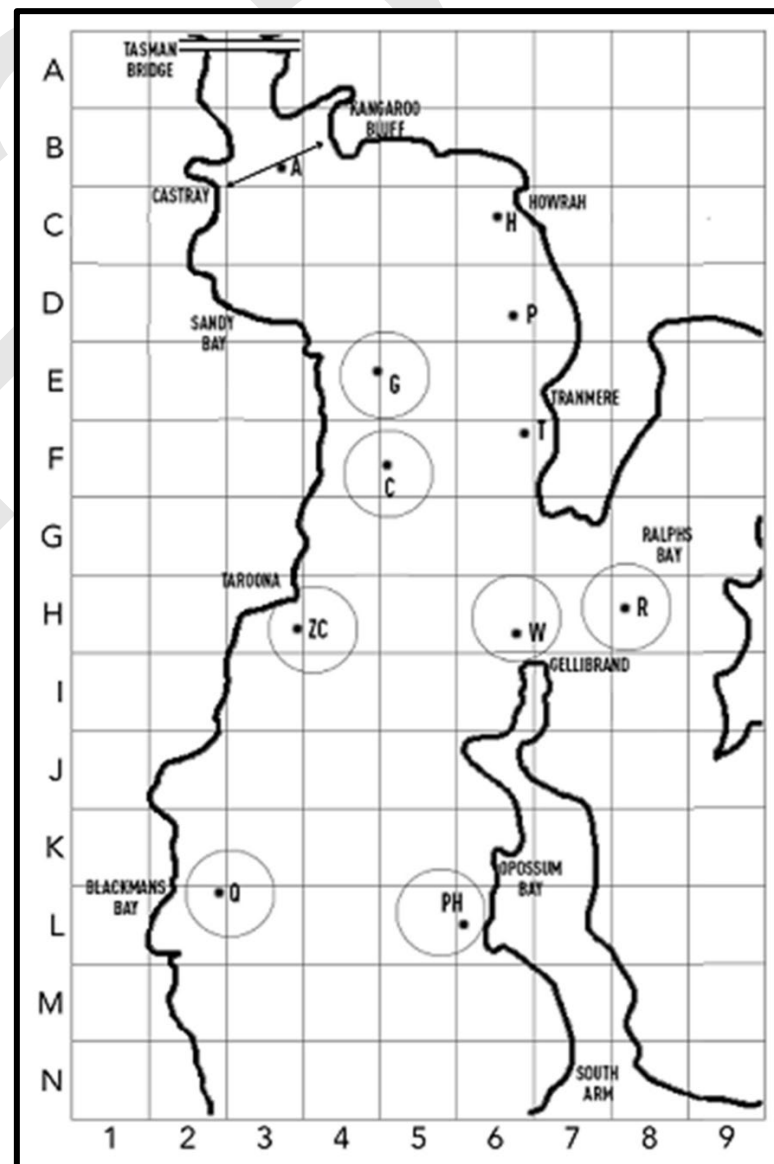 A
TASMAN
BRIDGE
KANGAROO
BLUFF
B
A
CASTRAY
C
HOWRAH
H
D
P
SANDY
BAY
E
G
TRANMERE
F
T
C
G
RALPHS
BAY
TAROONA
H
R
ZC
W
GELLIBRAND
I
J
K
OPOSSUM
BAY
BLACKMANS
BAY
Q
L
PH
M
N
SOUTH
ARM
1 2 3 4 5 6 7 8 9